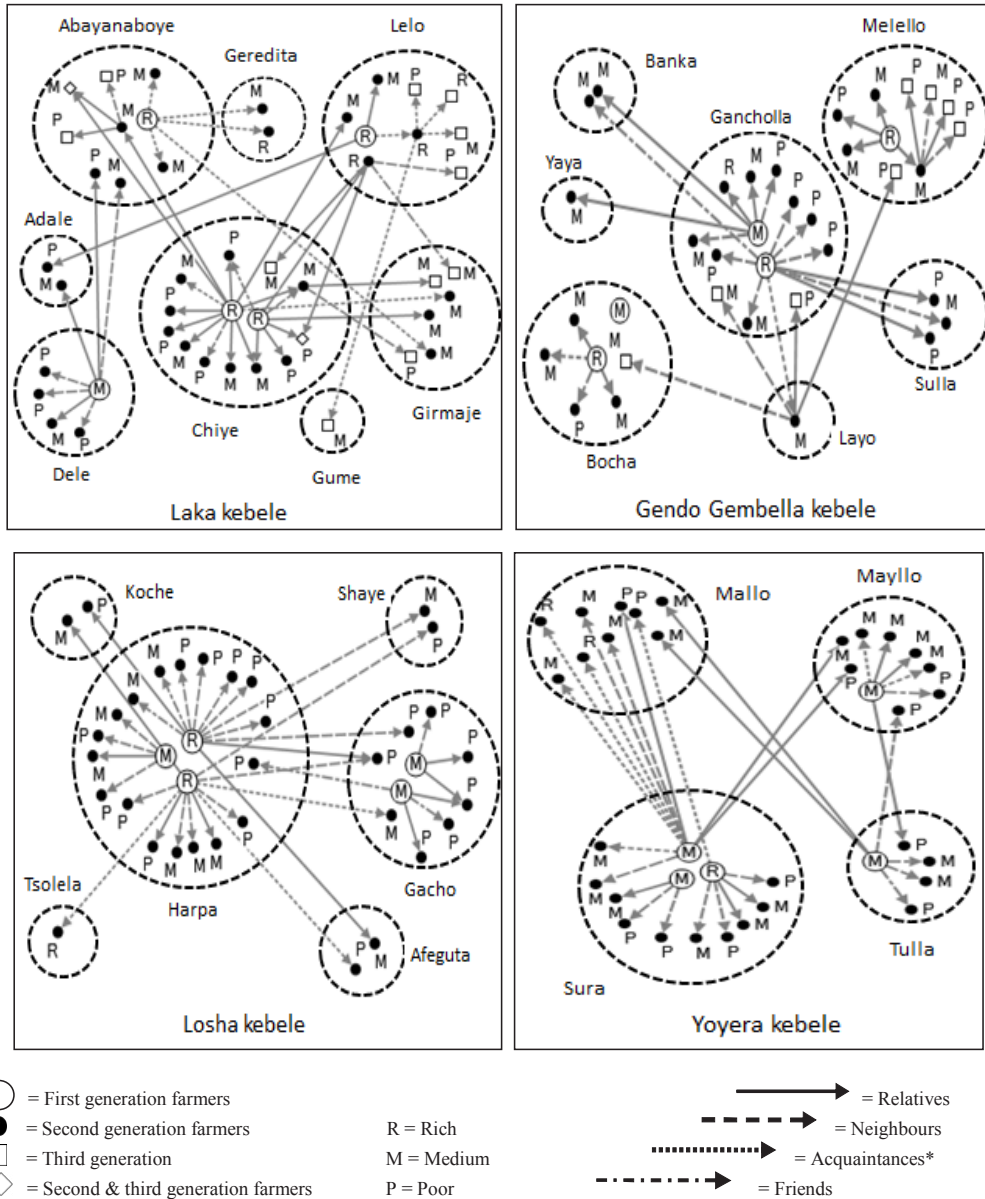 Abayanaboye
Lelo
Geredita
P M
M
M
P
M
R
M
M
R
P
M
P
M
M
R
P
M
R
R
M
P
Adale
P
M
Dele
P
M
P
M
P
M
R
R
P
M
M
M
P
P
M
P
M
M
P
P
Chiye
M
M
M
M
P
Girmaje
M
Gume
Laka kebele
Banka
M
M
Melello
Gancholla
M
P
M
M
P
P
R
M
P
M
Yaya
M
R
M
P
P
P
M
R
M
M
P
P
M
M
P
M
P
Sulla
M
M
R
M
M
P
M
Bocha
M
Layo
Gendo Gembella kebele
Koche
P
M
Shaye
M
P
M
P
P
P
P
M
P
M
P
M
P
P
R
M
R
P
P
M
M
M
P
P
Harpa
P
P
P
M
M
P
P
M
P
P
Gacho
Tsolela
R
P
M
Afeguta
Losha kebele
Mallo
R
M
P
P
M
M
R
M
M
Mayllo
M
M
M
M
M
P
P
M
P
Sura
M
M
M
R
M
M
P
P
M
P
M
M
P
Tulla
M
P
M
M
P
Yoyera kebele
= First generation farmers
= Second generation farmers
= Third generation
= Second & third generation farmers
R = Rich
M = Medium
P = Poor
= Relatives
= Neighbours
= Acquaintances*
= Friends